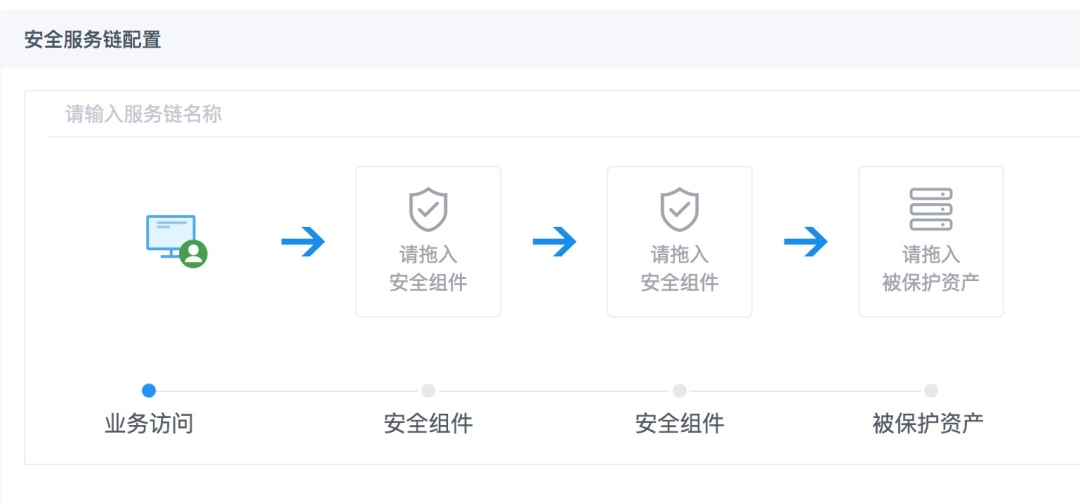 安全服务链配置
请输入服务链名称
请拖入
安全组件
请拖入
安全组件
请拖入
被保护资产
业务访问
安全组件
安全组件
被保护资产